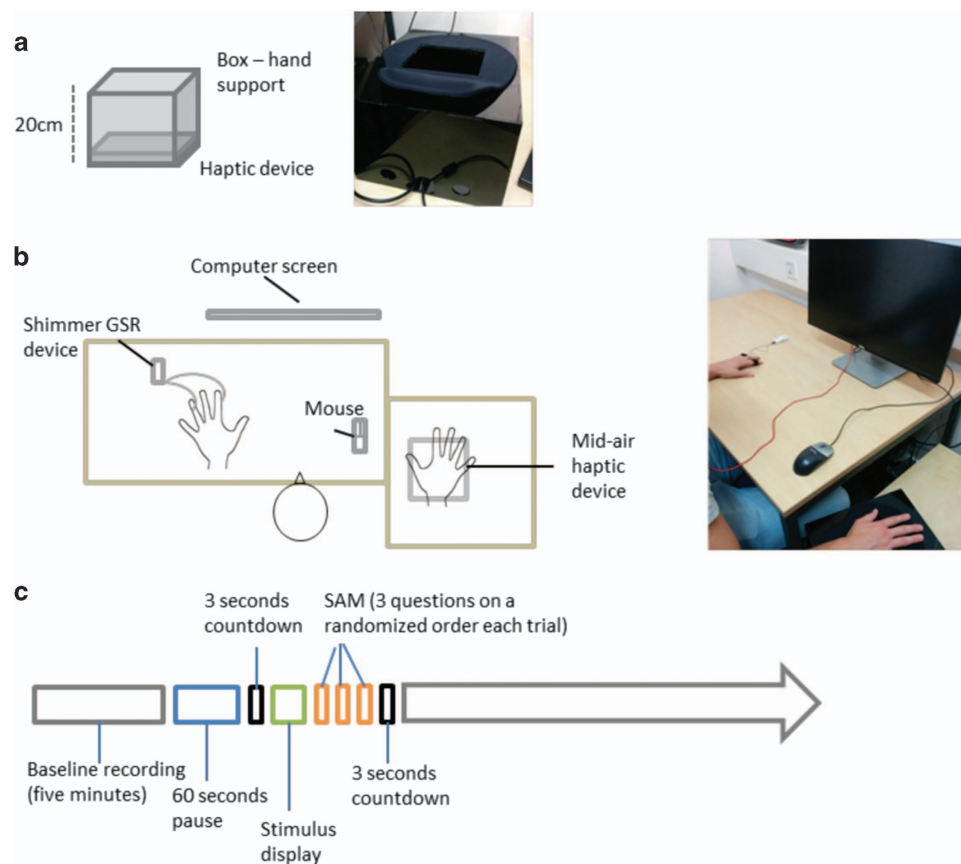 a
Box – hand
support
20cm
Haptic device
b
Computer screen
Shimmer GSR
device
Mouse
Mid-air
haptic
device
c
3 seconds
countdown
SAM (3 questions on a
randomized order each trial)
Baseline recording
(five minutes)
60 seconds
pause
Stimulus
display
3 seconds
countdown